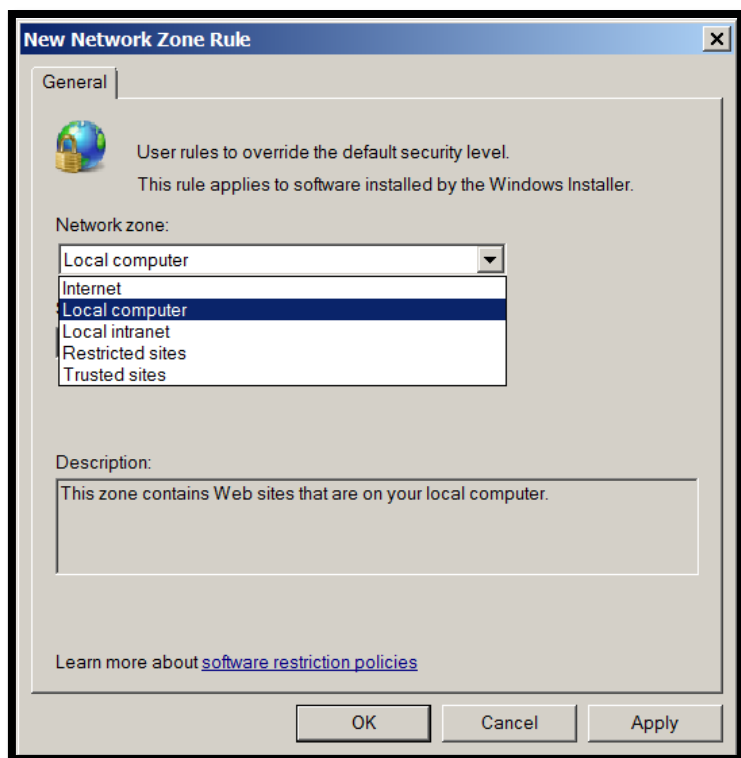 New Network Zone Rule
General
User rules to override the default security level.
This rule applies to software installed by the Windows Installer.
Network zone:
Local computer
Internet
Local computer
Local intranet
Restricted sites
Trusted sites
Description:
This zone contains Web sites that are on your local computer.
Learn more about software restriction policies
OK Cancel Apply